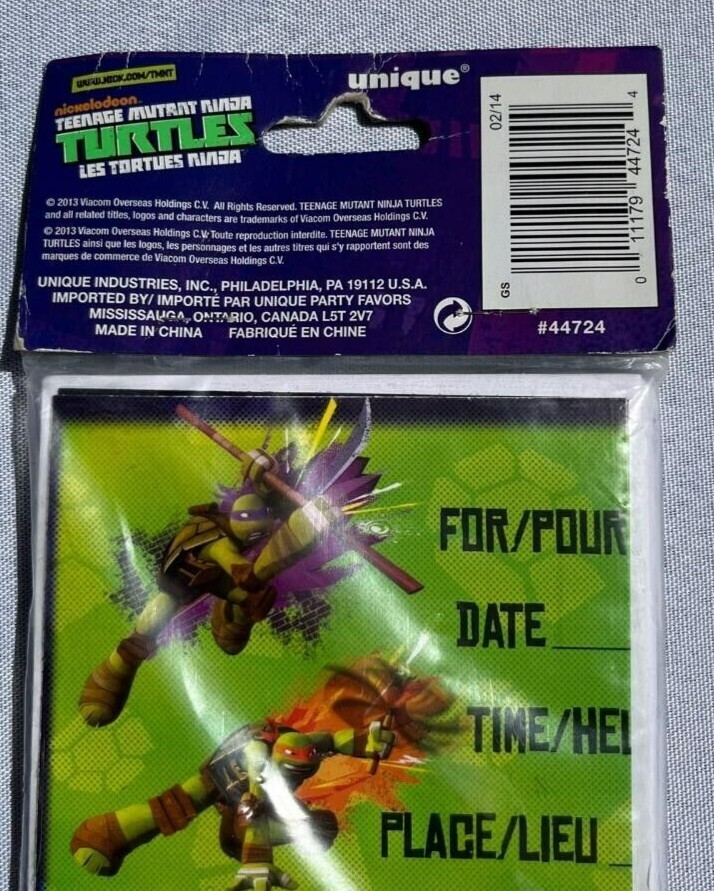 WWW.NICK.COM/TMNT
unique®
nickelodeon™
TEENAGE MUTANT NINJA
TURTLES
LES TORTUES NINJA
© 2013 Viacom Overseas Holdings C.V. All Rights Reserved. TEENAGE MUTANT NINJA TURTLES
and all related titles, logos and characters are trademarks of Viacom Overseas Holdings C.V.
© 2013 Viacom Overseas Holdings C.V. Toute reproduction interdite. TEENAGE MUTANT NINJA
TURTLES ainsi que les logos, les personnages et les autres titres qui s'y rapportent sont des
marques de commerce de Viacom Overseas Holdings C.V.
UNIQUE INDUSTRIES, INC., PHILADELPHIA, PA 19112 U.S.A.
IMPORTED BY/ IMPORTÉ PAR UNIQUE PARTY FAVORS
MISSISSAUGA, ONTARIO, CANADA L5T 2V7
MADE IN CHINA FABRIQUÉ EN CHINE
02/14
GS
0 11179 44724 4
#44724
FOR/POUR
DATE
TIME/HEU
PLACE/LIEU